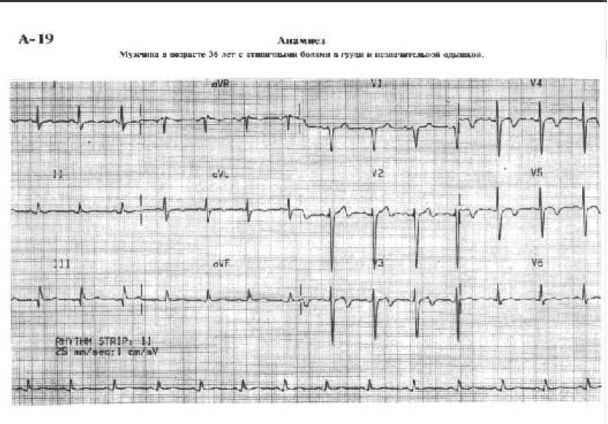 А-19
Анамнез
Мужчина в возрасте 36 лет с атипичными болями в груди и незначительной одышкой.
I aVR V1 V4
II aVL V2 V5
III aVF V3 V6
RHYTHM STRIP: II
25 mm/sec;1 cm/mV